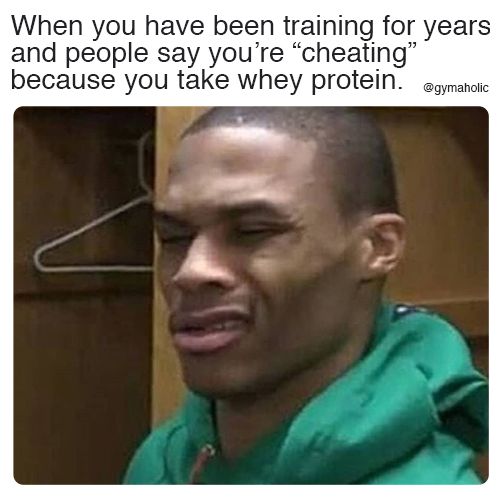 When you have been training for years
and people say you’re “cheating”
because you take whey protein.
@gymaholic